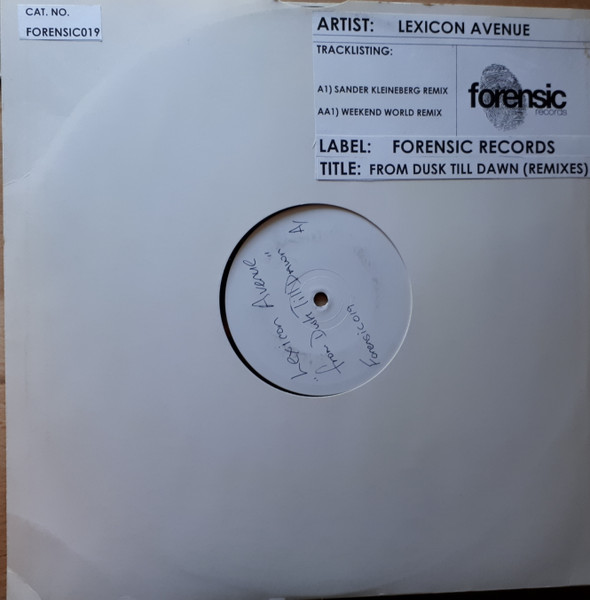 CAT. NO.
FORENSIC019
ARTIST: LEXICON AVENUE
TRACKLISTING:
A1) SANDER KLEINEBERG REMIX
AA1) WEEKEND WORLD REMIX
forensic
records
LABEL: FORENSIC RECORDS
TITLE: FROM DUSK TILL DAWN (REMIXES)
Lexicon Avenue
from Dusk Till Dawn
A)
Forensic019